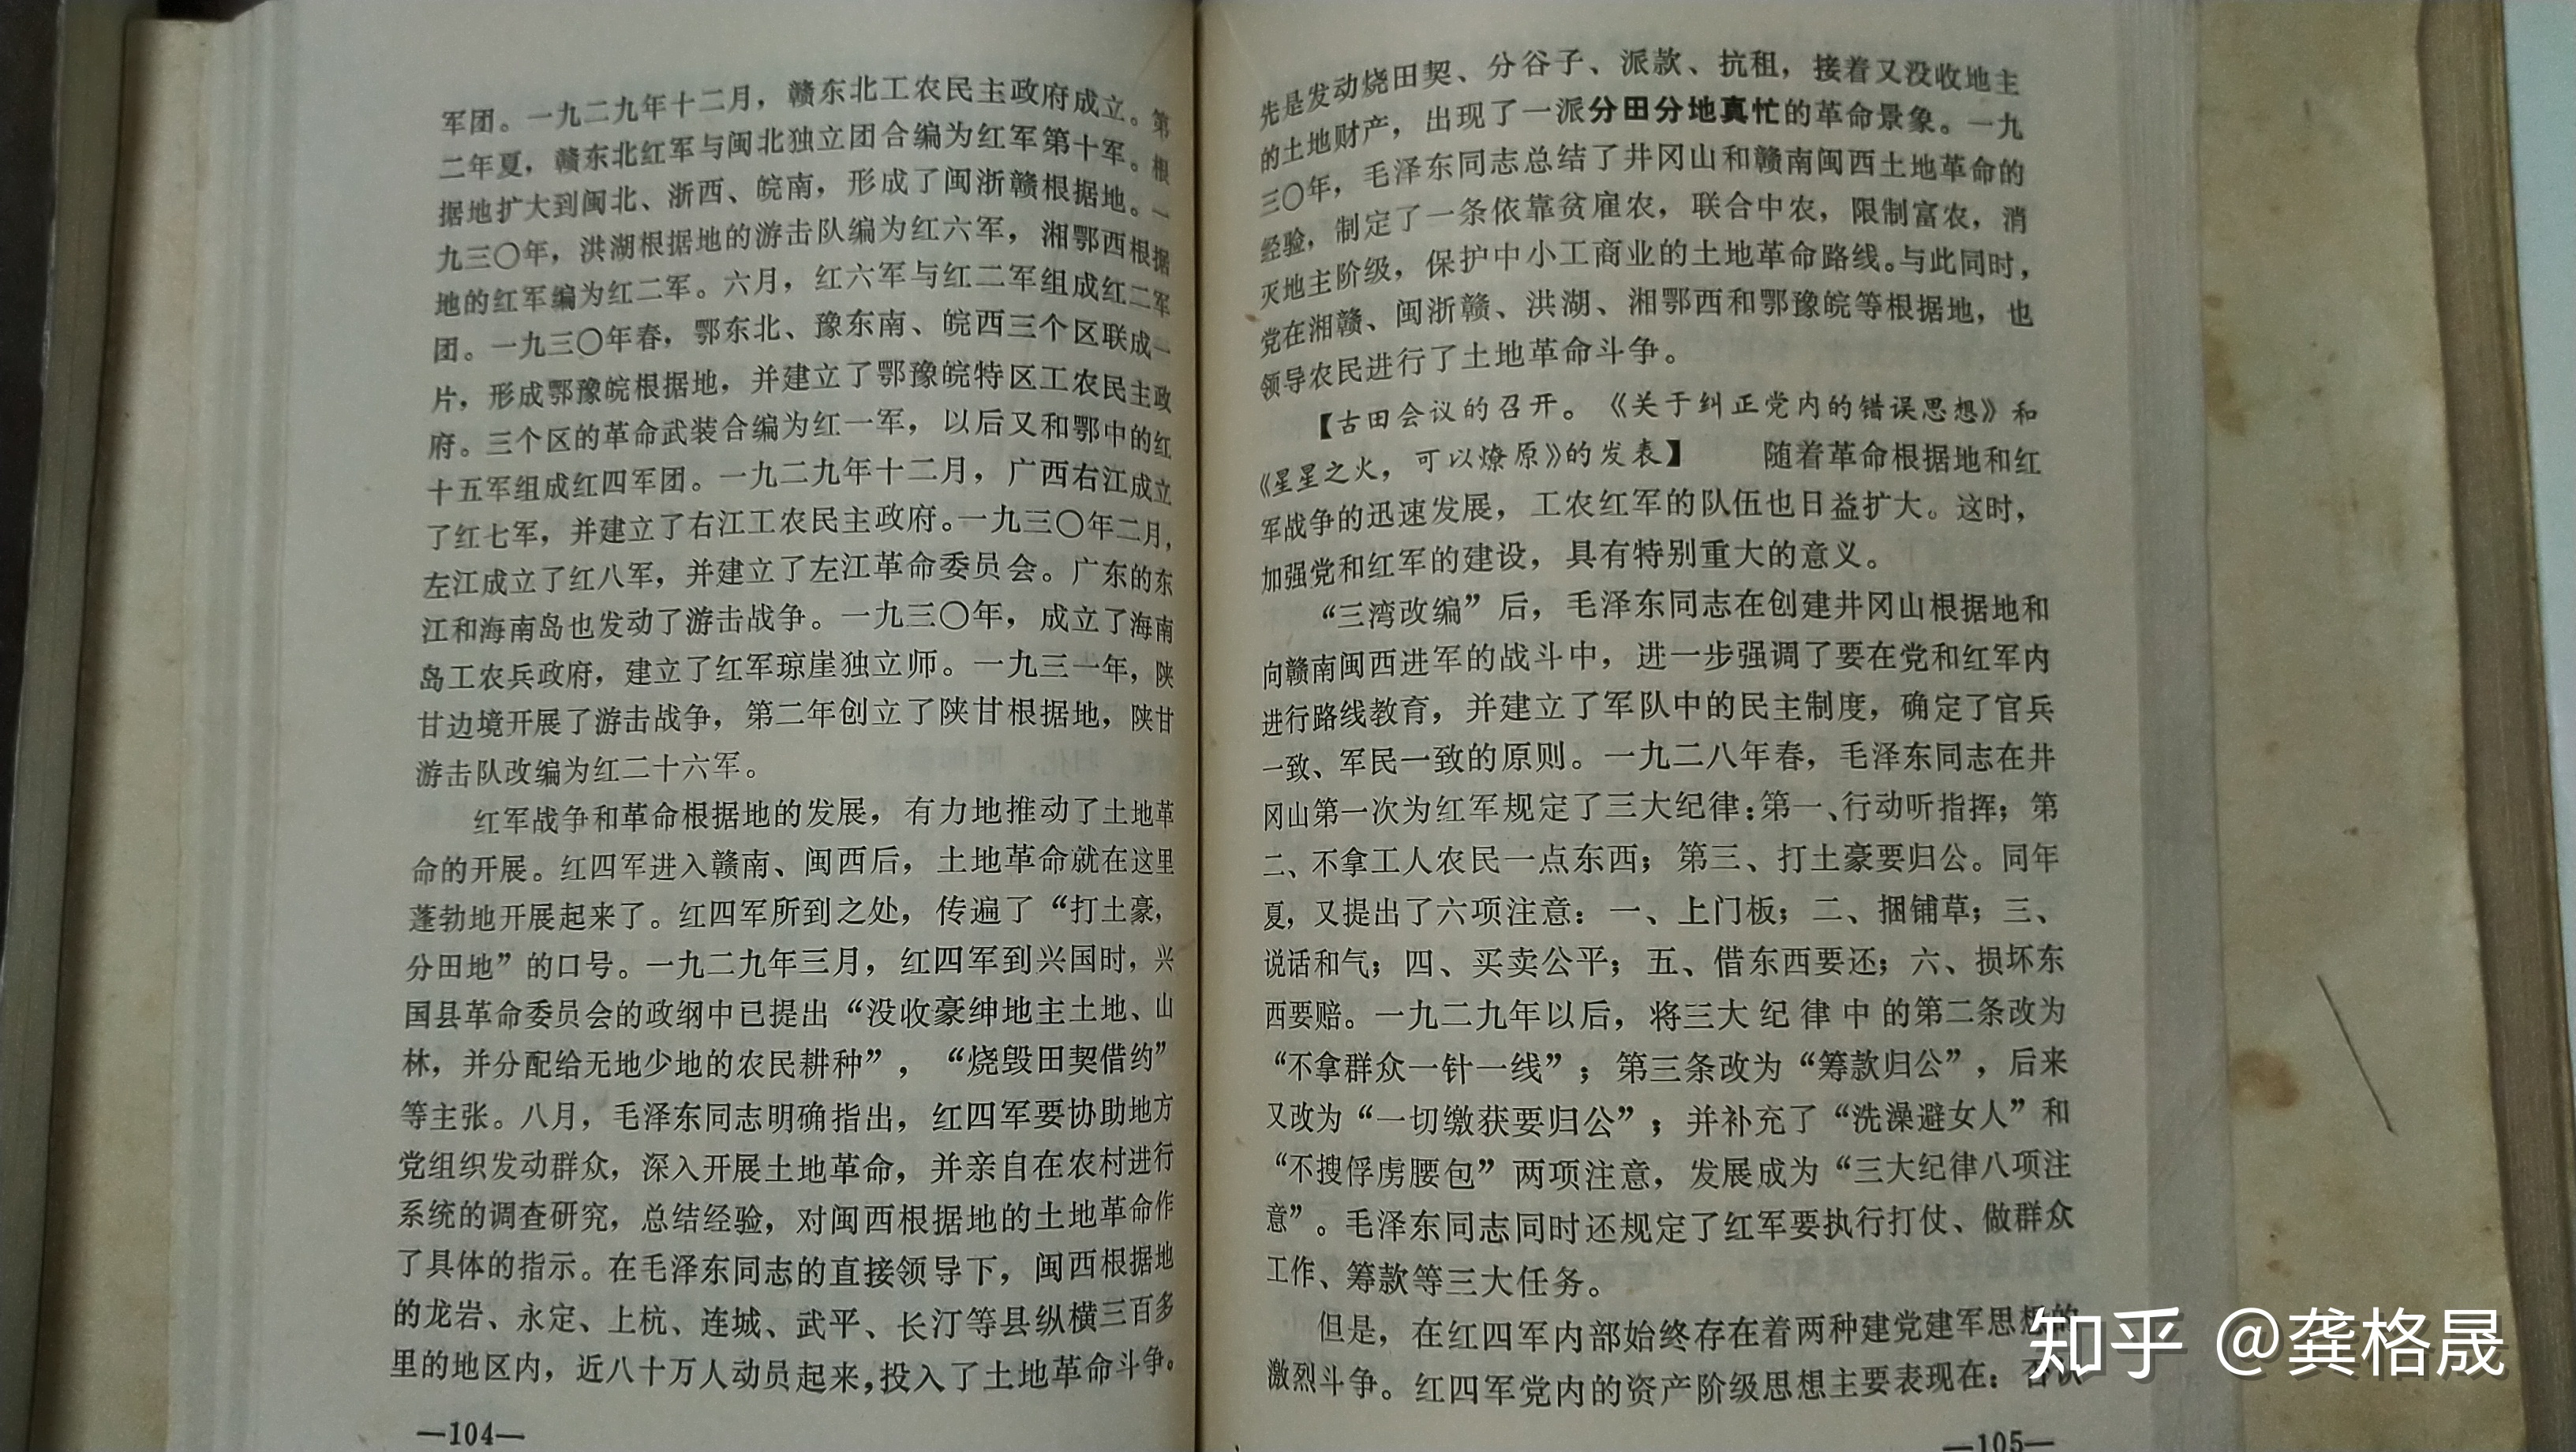 军团。一九二九年十二月，赣东北工农民主政府成立。第
二年夏，赣东北红军与闽北独立团合编为红军第十军。根
据地扩大到闽北、浙西、皖南，形成了闽浙赣根据地。一
九三〇年，洪湖根据地的游击队编为红六军，湘鄂西根据
地的红军编为红二军。六月，红六军与红二军组成红二军
团。一九三〇年春，鄂东北、豫东南、皖西三个区联成一
片，形成鄂豫皖根据地，并建立了鄂豫皖特区工农民主政
府。三个区的革命武装合编为红一军，以后又和鄂中的红
十五军组成红四军团。一九二九年十二月，广西右江成立
了红七军，并建立了右江工农民主政府。一九三〇年二月，
左江成立了红八军，并建立了左江革命委员会。广东的东
江和海南岛也发动了游击战争。一九三〇年，成立了海南
岛工农兵政府，建立了红军琼崖独立师。一九三一年，陕
甘边境开展了游击战争，第二年创立了陕甘根据地，陕甘
游击队改编为红二十六军。
红军战争和革命根据地的发展，有力地推动了土地革
命的开展。红四军进入赣南、闽西后，土地革命就在这里
蓬勃地开展起来了。红四军所到之处，传遍了“打土豪，
分田地”的口号。一九二九年三月，红四军到兴国时，兴
国县革命委员会的政纲中已提出“没收豪绅地主土地、山
林，并分配给无地少地的农民耕种”，“烧毁田契借约”
等主张。八月，毛泽东同志明确指出，红四军要协助地方
党组织发动群众，深入开展土地革命，并亲自在农村进行
系统的调查研究，总结经验，对闽西根据地的土地革命作
了具体的指示。在毛泽东同志的直接领导下，闽西根据地
的龙岩、永定、上杭、连城、武平、长汀等县纵横三百多
里的地区内，近八十万人动员起来，投入了土地革命斗争。
—104—
先是发动烧田契、分谷子、派款、抗租，接着又没收地主
的土地财产，出现了一派分田分地真忙的革命景象。一九
三〇年，毛泽东同志总结了井冈山和赣南闽西土地革命的
经验，制定了一条依靠贫雇农，联合中农，限制富农，消
灭地主阶级，保护中小工商业的土地革命路线。与此同时，
党在湘赣、闽浙赣、洪湖、湘鄂西和鄂豫皖等根据地，也
领导农民进行了土地革命斗争。
【古田会议的召开。《关于纠正党内的错误思想》和
《星星之火，可以燎原》的发表】 随着革命根据地和红
军战争的迅速发展，工农红军的队伍也日益扩大。这时，
加强党和红军的建设，具有特别重大的意义。
“三湾改编”后，毛泽东同志在创建井冈山根据地和
向赣南闽西进军的战斗中，进一步强调了要在党和红军内
进行路线教育，并建立了军队中的民主制度，确定了官兵
一致、军民一致的原则。一九二八年春，毛泽东同志在井
冈山第一次为红军规定了三大纪律：第一、行动听指挥；第
二、不拿工人农民一点东西；第三、打土豪要归公。同年
夏，又提出了六项注意：一、上门板；二、捆铺草；三、
说话和气；四、买卖公平；五、借东西要还；六、损坏东
西要赔。一九二九年以后，将三大纪律中的第二条改为
“不拿群众一针一线”；第三条改为“筹款归公”，后来
又改为“一切缴获要归公”；并补充了“洗澡避女人”和
“不搜俘虏腰包”两项注意，发展成为“三大纪律八项注
意”。毛泽东同志同时还规定了红军要执行打仗、做群众
工作、筹款等三大任务。
但是，在红四军内部始终存在着两种建党建军思想的
激烈斗争。红四军党内的资产阶级思想主要表现在：否认
—105—
知乎 @龚格晟